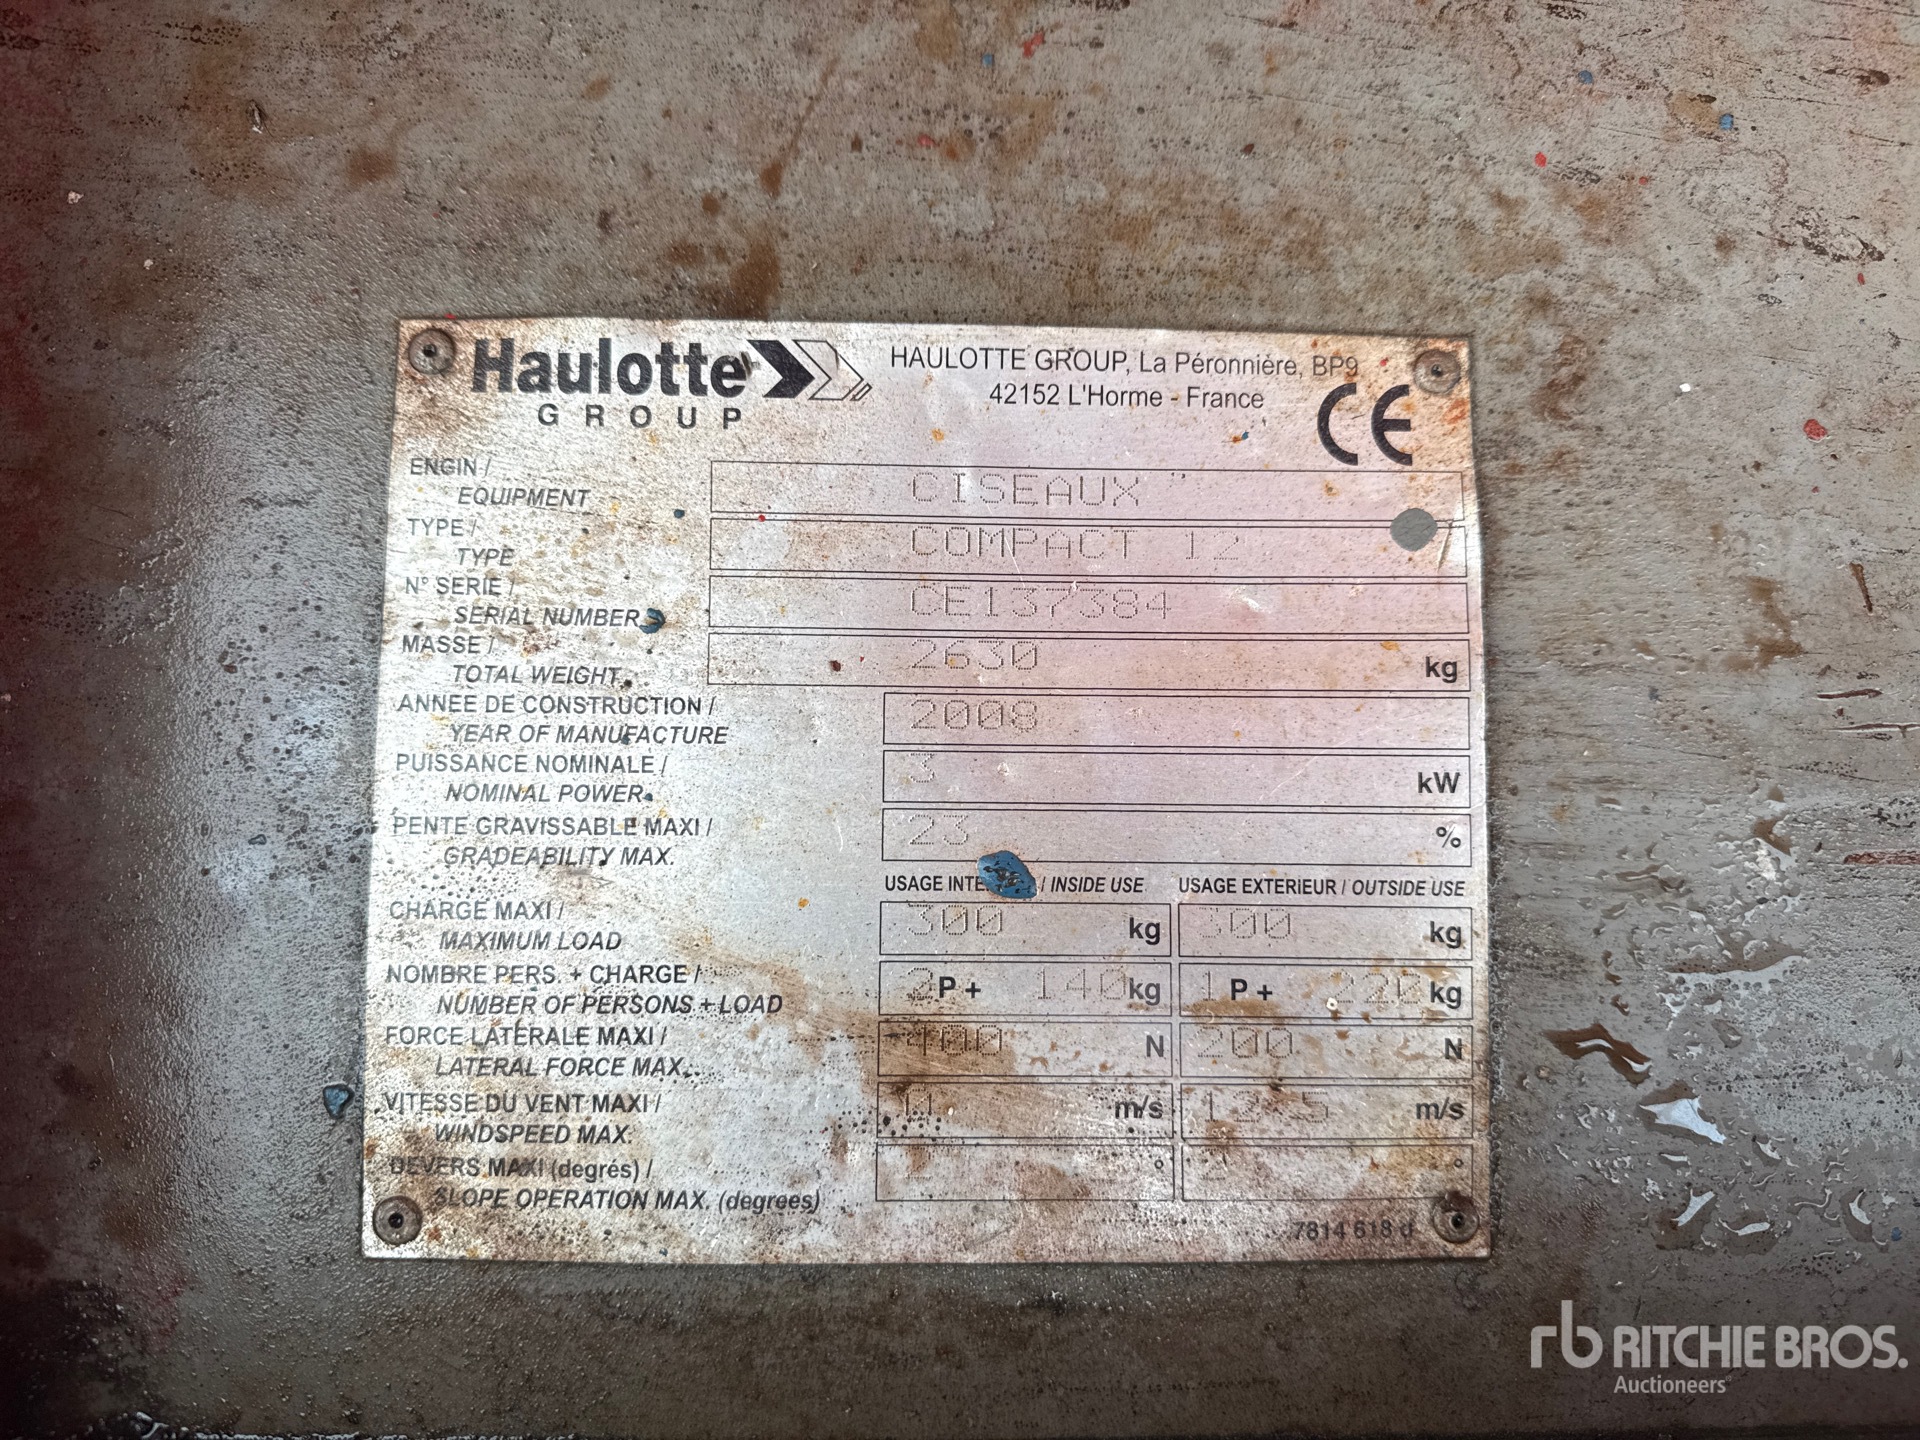 Haulotte
GROUP
HAULOTTE GROUP, La Péronnière, BP9
42152 L'Horme - France
CE
ENGIN /
EQUIPMENT
CISEAUX
TYPE /
TYPE
COMPACT 12
N° SERIE /
SERIAL NUMBER
CE137384
MASSE /
TOTAL WEIGHT
2630 kg
ANNEE DE CONSTRUCTION /
YEAR OF MANUFACTURE
2008
PUISSANCE NOMINALE /
NOMINAL POWER
3 kW
PENTE GRAVISSABLE MAXI /
GRADEABILITY MAX.
23 %
USAGE / INSIDE USE USAGE EXTERIEUR / OUTSIDE USE
CHARGE MAXI /
MAXIMUM LOAD
300 kg 300 kg
NOMBRE PERS. + CHARGE /
NUMBER OF PERSONS + LOAD
2 P + 140 kg 1 P + 220 kg
FORCE LATERALE MAXI /
LATERAL FORCE MAX.
400 N 200 N
VITESSE DU VENT MAXI /
WINDSPEED MAX.
0 m/s 12.5 m/s
DEVERS MAXI (degrés) /
SLOPE OPERATION MAX. (degrees)
° °
7814 618 d
rb RITCHIE BROS.
Auctioneers